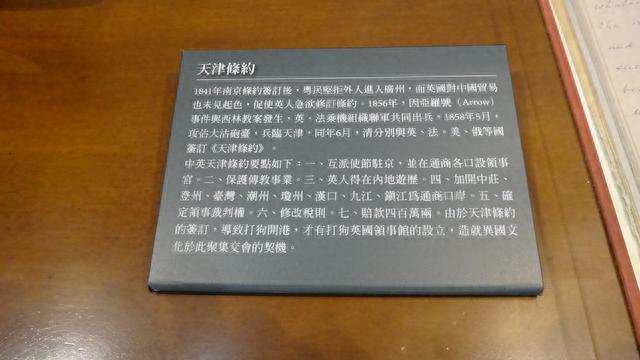 天津條約
1841年南京條約簽訂後，粵民堅拒外人進入廣州，而英國對中國貿易
也未見起色，促使英人急欲修訂條約。1856年，因亞羅號（Arrow）
事件與西林教案發生，英、法乘機組織聯軍共同出兵。1858年5月，
攻佔大沽砲臺，兵臨天津。同年6月，清分別與英、法、美、俄等國
簽訂《天津條約》。
中英天津條約要點如下：一、互派使節駐京，並在通商各口設領事
官。二、保護傳教事業。三、英人得在內地遊歷。四、加開牛莊、
登州、臺灣、潮州、瓊州、漢口、九江、鎮江爲通商口岸。五、確
定領事裁判權。六、修改稅則。七、賠款四百萬兩。由於天津條約
的簽訂，導致打狗開港，才有打狗英國領事館的設立，造就異國文
化於此聚集交會的契機。